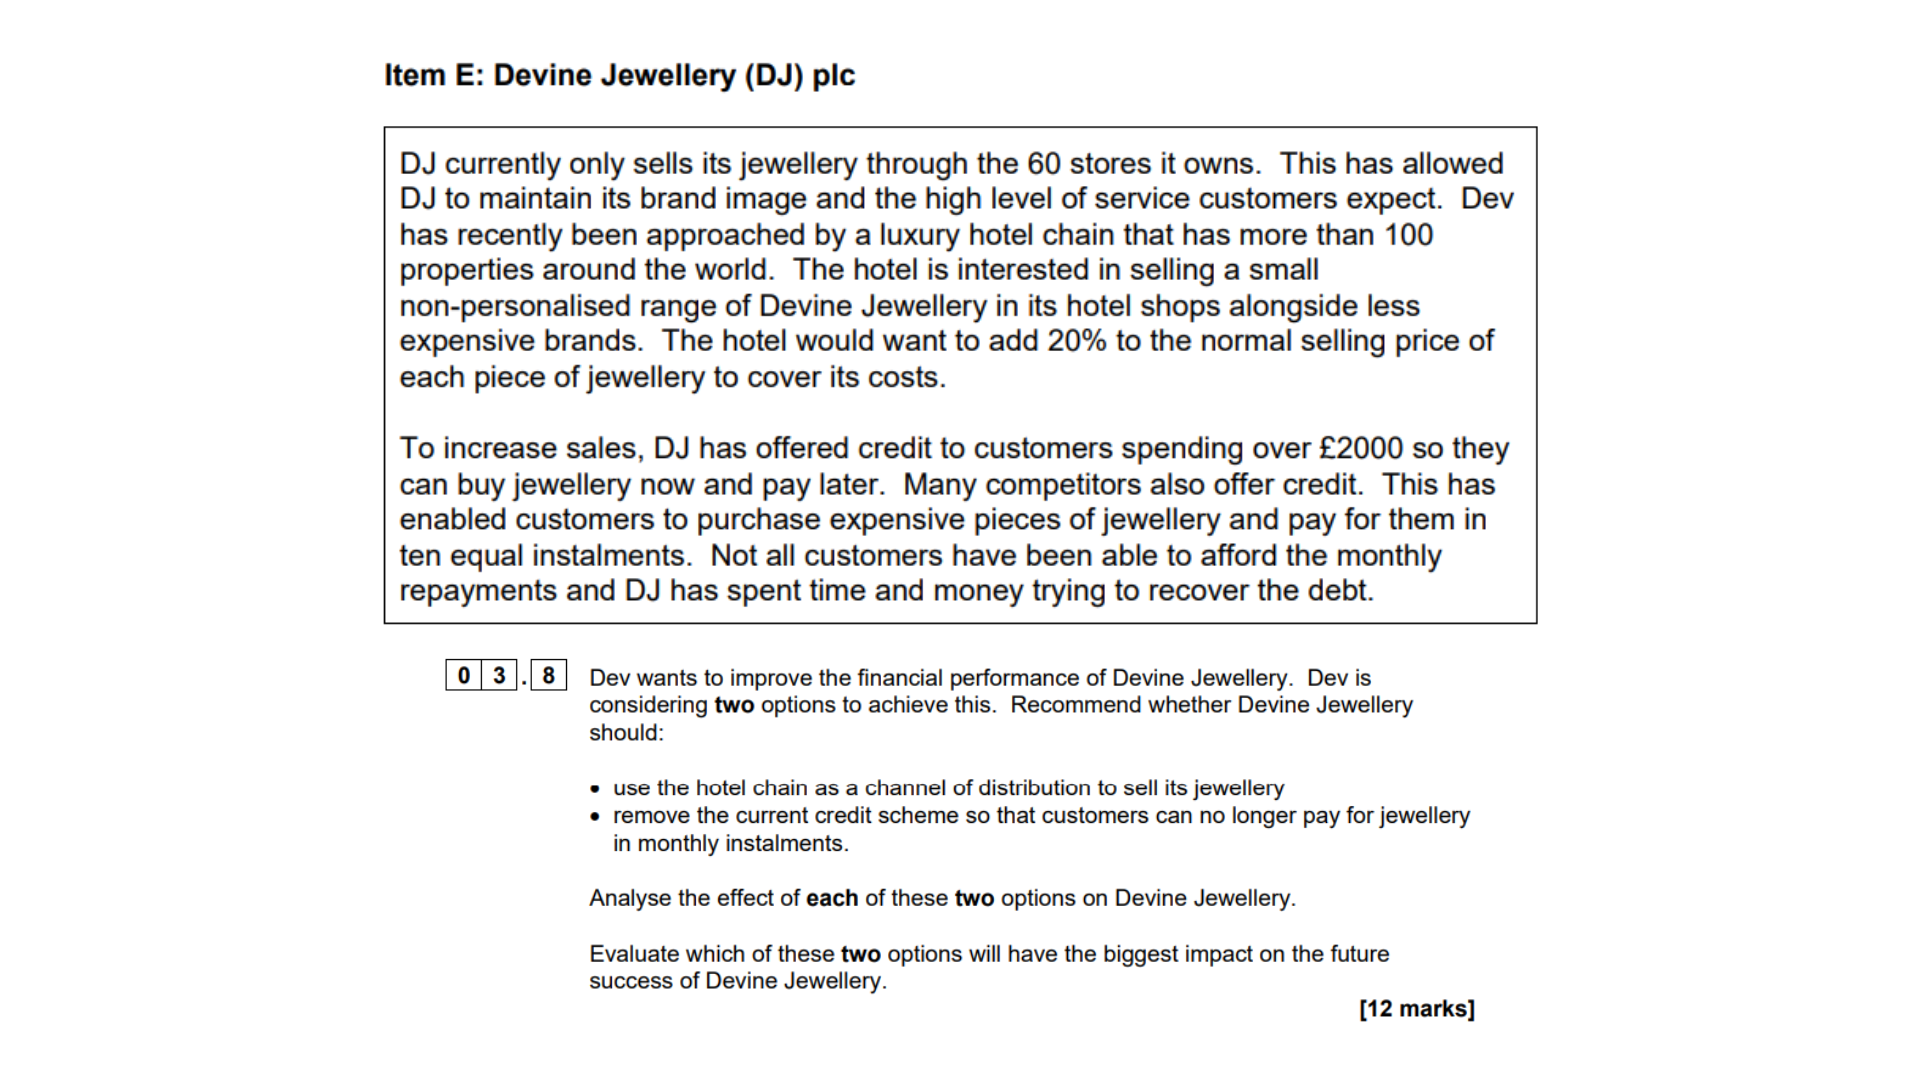 Item E: Devine Jewellery (DJ) plc
DJ currently only sells its jewellery through the 60 stores it owns.  This has allowed
DJ to maintain its brand image and the high level of service customers expect.  Dev
has recently been approached by a luxury hotel chain that has more than 100
properties around the world.  The hotel is interested in selling a small
non-personalised range of Devine Jewellery in its hotel shops alongside less
expensive brands.  The hotel would want to add 20% to the normal selling price of
each piece of jewellery to cover its costs.
To increase sales, DJ has offered credit to customers spending over £2000 so they
can buy jewellery now and pay later.  Many competitors also offer credit.  This has
enabled customers to purchase expensive pieces of jewellery and pay for them in
ten equal instalments.  Not all customers have been able to afford the monthly
repayments and DJ has spent time and money trying to recover the debt.
0 3 . 8 Dev wants to improve the financial performance of Devine Jewellery.  Dev is
considering two options to achieve this.  Recommend whether Devine Jewellery
should:
• use the hotel chain as a channel of distribution to sell its jewellery
• remove the current credit scheme so that customers can no longer pay for jewellery
in monthly instalments.
Analyse the effect of each of these two options on Devine Jewellery.
Evaluate which of these two options will have the biggest impact on the future
success of Devine Jewellery.
[12 marks]